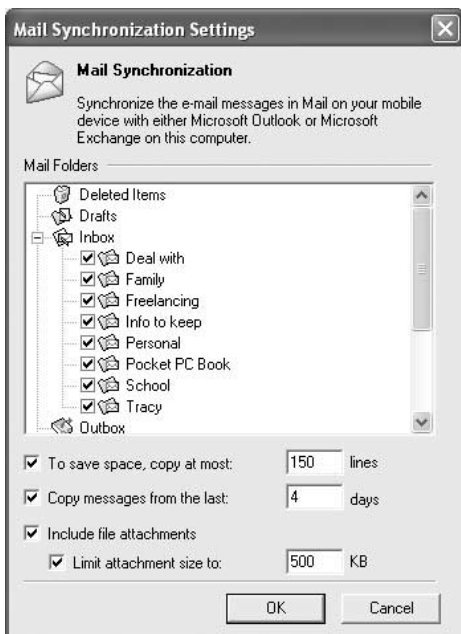 Mail Synchronization Settings
Mail Synchronization
Synchronize the e-mail messages in Mail on your mobile
device with either Microsoft Outlook or Microsoft
Exchange on this computer.
Mail Folders
Deleted Items
Drafts
Inbox
Deal with
Family
Freelancing
Info to keep
Personal
Pocket PC Book
School
Tracy
Outbox
To save space, copy at most: 150 lines
Copy messages from the last: 4 days
Include file attachments
Limit attachment size to: 500 KB
OK Cancel